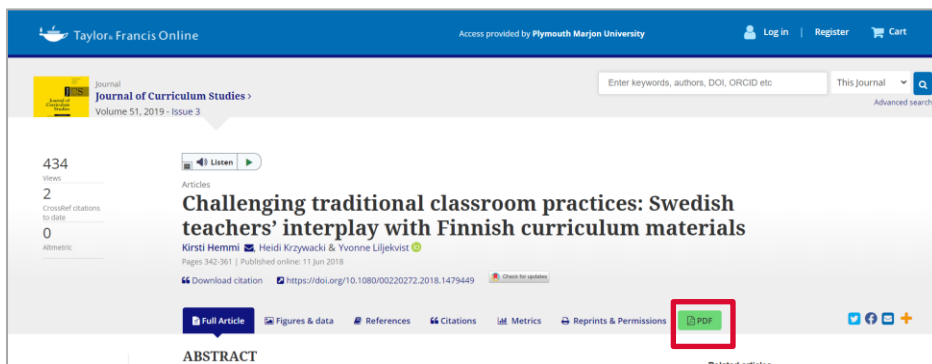 Taylor & Francis Online
Access provided by Plymouth Marjon University
Log in | Register Cart
Journal
Journal of Curriculum Studies >
Volume 51, 2019 - Issue 3
Enter keywords, authors, DOI, ORCID etc
This Journal
Advanced search
434
Views
2
CrossRef citations
to date
0
Altmetric
Listen
Articles
Challenging traditional classroom practices: Swedish
teachers’ interplay with Finnish curriculum materials
Kirsti Hemmi, Heidi Krzywacki & Yvonne Liljekvist
Pages 342-361 | Published online: 11 Jun 2018
Download citation https://doi.org/10.1080/00220272.2018.1479449 Check for updates
Full Article Figures & data References Citations Metrics Reprints & Permissions PDF
ABSTRACT
Related articles